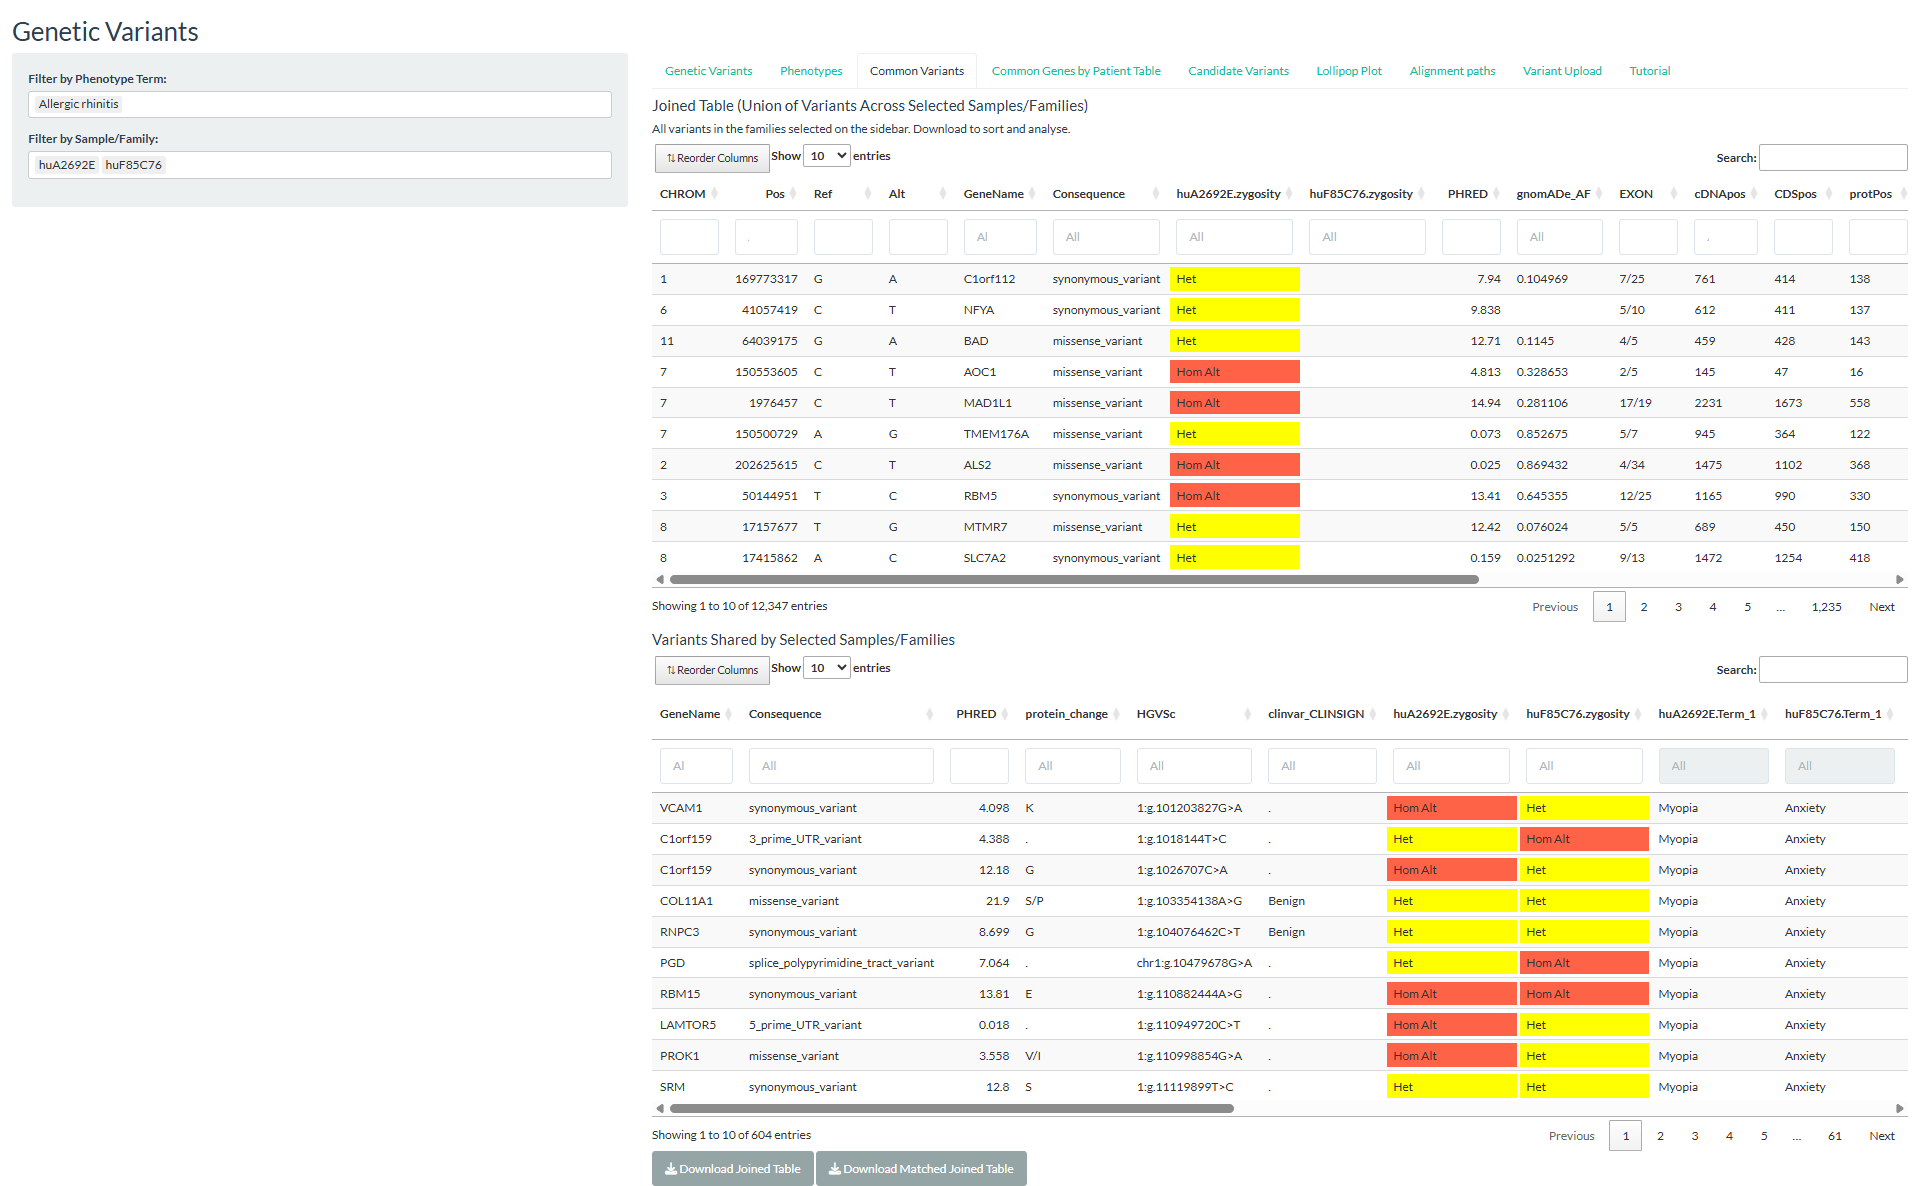 Genetic Variants
Filter by Phenotype Term:
Allergic rhinitis
Filter by Sample/Family:
huA2692E huF85C76
Genetic Variants Phenotypes Common Variants Common Genes by Patient Table Candidate Variants Lollipop Plot Alignment paths Variant Upload Tutorial
Joined Table (Union of Variants Across Selected Samples/Families)
All variants in the families selected on the sidebar. Download to sort and analyse.
⇅ Reorder Columns Show 10 entries Search:
CHROM Pos Ref Alt GeneName Consequence huA2692E.zygosity huF85C76.zygosity PHRED gnomADe_AF EXON cDNApos CDSpos protPos
Al All All All All
1 169773317 G A C1orf112 synonymous_variant Het 7.94 0.104969 7/25 761 414 138
6 41057419 C T NFYA synonymous_variant Het 9.838 5/10 612 411 137
11 64039175 G A BAD missense_variant Het 12.71 0.1145 4/5 459 428 143
7 150553605 C T AOC1 missense_variant Hom Alt 4.813 0.328653 2/5 145 47 16
7 1976457 C T MAD1L1 missense_variant Hom Alt 14.94 0.281106 17/19 2231 1673 558
7 150500729 A G TMEM176A missense_variant Het 0.073 0.852675 5/7 945 364 122
2 202625615 C T ALS2 missense_variant Hom Alt 0.025 0.869432 4/34 1475 1102 368
3 50144951 T C RBM5 synonymous_variant Hom Alt 13.41 0.645355 12/25 1165 990 330
8 17157677 T G MTMR7 missense_variant Het 12.42 0.076024 5/5 689 450 150
8 17415862 A C SLC7A2 synonymous_variant Het 0.159 0.0251292 9/13 1472 1254 418
Showing 1 to 10 of 12,347 entries Previous 1 2 3 4 5 ... 1,235 Next
Variants Shared by Selected Samples/Families
⇅ Reorder Columns Show 10 entries Search:
GeneName Consequence PHRED protein_change HGVSc clinvar_CLINSIGN huA2692E.zygosity huF85C76.zygosity huA2692E.Term_1 huF85C76.Term_1
Al All All All All All All All All
VCAM1 synonymous_variant 4.098 K 1:g.101203827G>A . Hom Alt Het Myopia Anxiety
C1orf159 3_prime_UTR_variant 4.388 . 1:g.1018144T>C . Het Hom Alt Myopia Anxiety
C1orf159 synonymous_variant 12.18 G 1:g.1026707C>A . Hom Alt Het Myopia Anxiety
COL11A1 missense_variant 21.9 S/P 1:g.103354138A>G Benign Het Het Myopia Anxiety
RNPC3 synonymous_variant 8.699 G 1:g.104076462C>T Benign Het Het Myopia Anxiety
PGD splice_polypyrimidine_tract_variant 7.064 . chr1:g.10479678G>A . Het Hom Alt Myopia Anxiety
RBM15 synonymous_variant 13.81 E 1:g.110882444A>G . Hom Alt Hom Alt Myopia Anxiety
LAMTOR5 5_prime_UTR_variant 0.018 . 1:g.110949720C>T . Hom Alt Het Myopia Anxiety
PROK1 missense_variant 3.558 V/I 1:g.110998854G>A . Hom Alt Het Myopia Anxiety
SRM synonymous_variant 12.8 S 1:g.11119899T>C . Het Het Myopia Anxiety
Showing 1 to 10 of 604 entries Previous 1 2 3 4 5 ... 61 Next
Download Joined Table Download Matched Joined Table